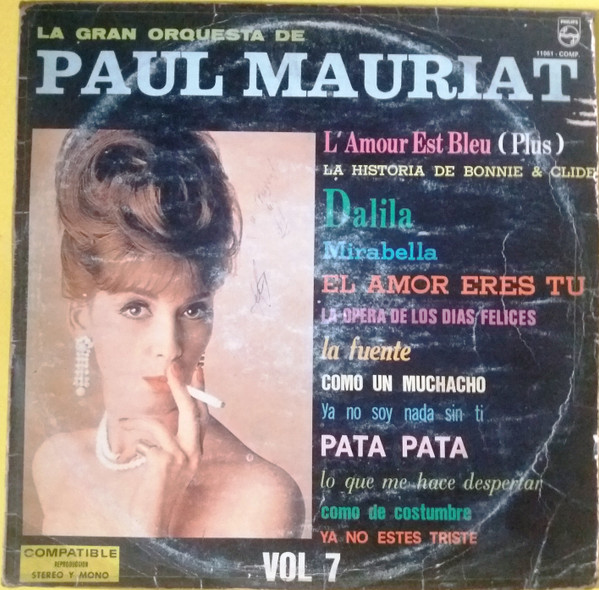 LA GRAN ORQUESTA DE
PHILIPS
11001 - COMP.
PAUL MAURIAT
L'Amour Est Bleu (Plus)
LA HISTORIA DE BONNIE & CLIDE
Dalila
Mirabella
EL AMOR ERES TU
LA OPERA DE LOS DIAS FELICES
la fuente
COMO UN MUCHACHO
Ya no soy nada sin ti
PATA PATA
lo que me hace despertar
como de costumbre
YA NO ESTES TRISTE
COMPATIBLE
REPRODUCCION
STEREO Y MONO
VOL 7